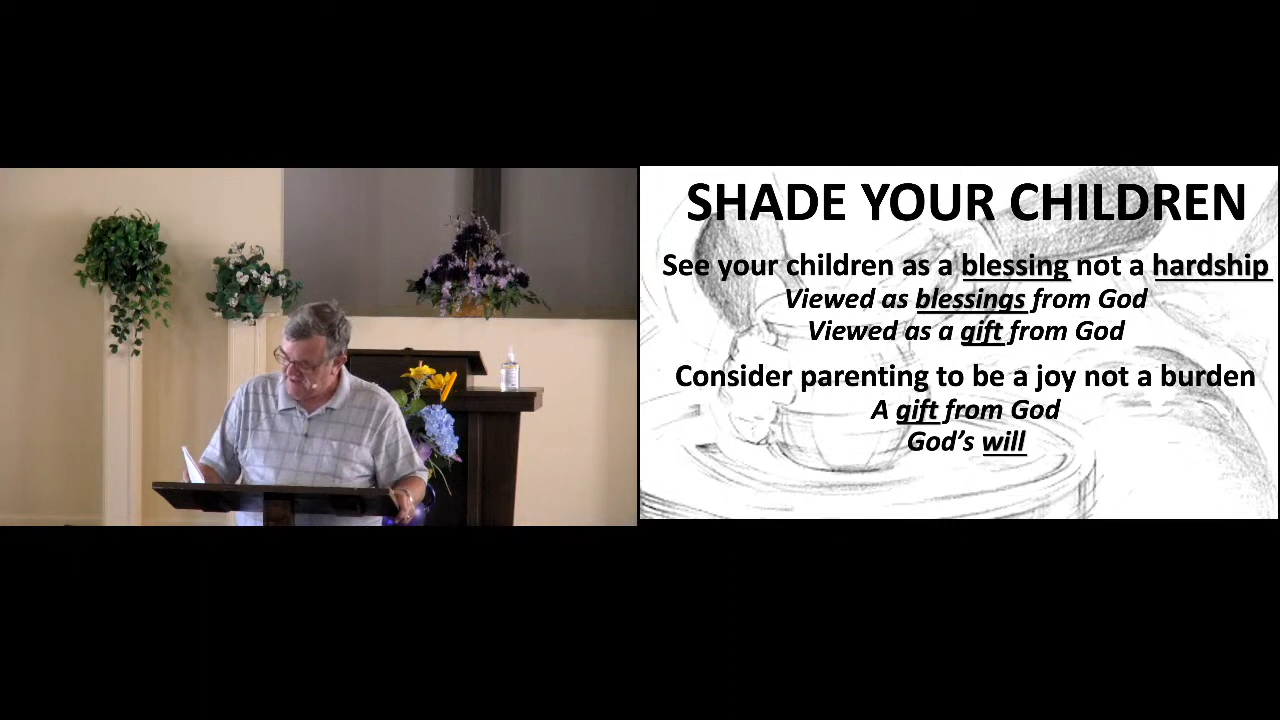 SHADE YOUR CHILDREN
See your children as a blessing not a hardship
Viewed as blessings from God
Viewed as a gift from God
Consider parenting to be a joy not a burden
A gift from God
God's will